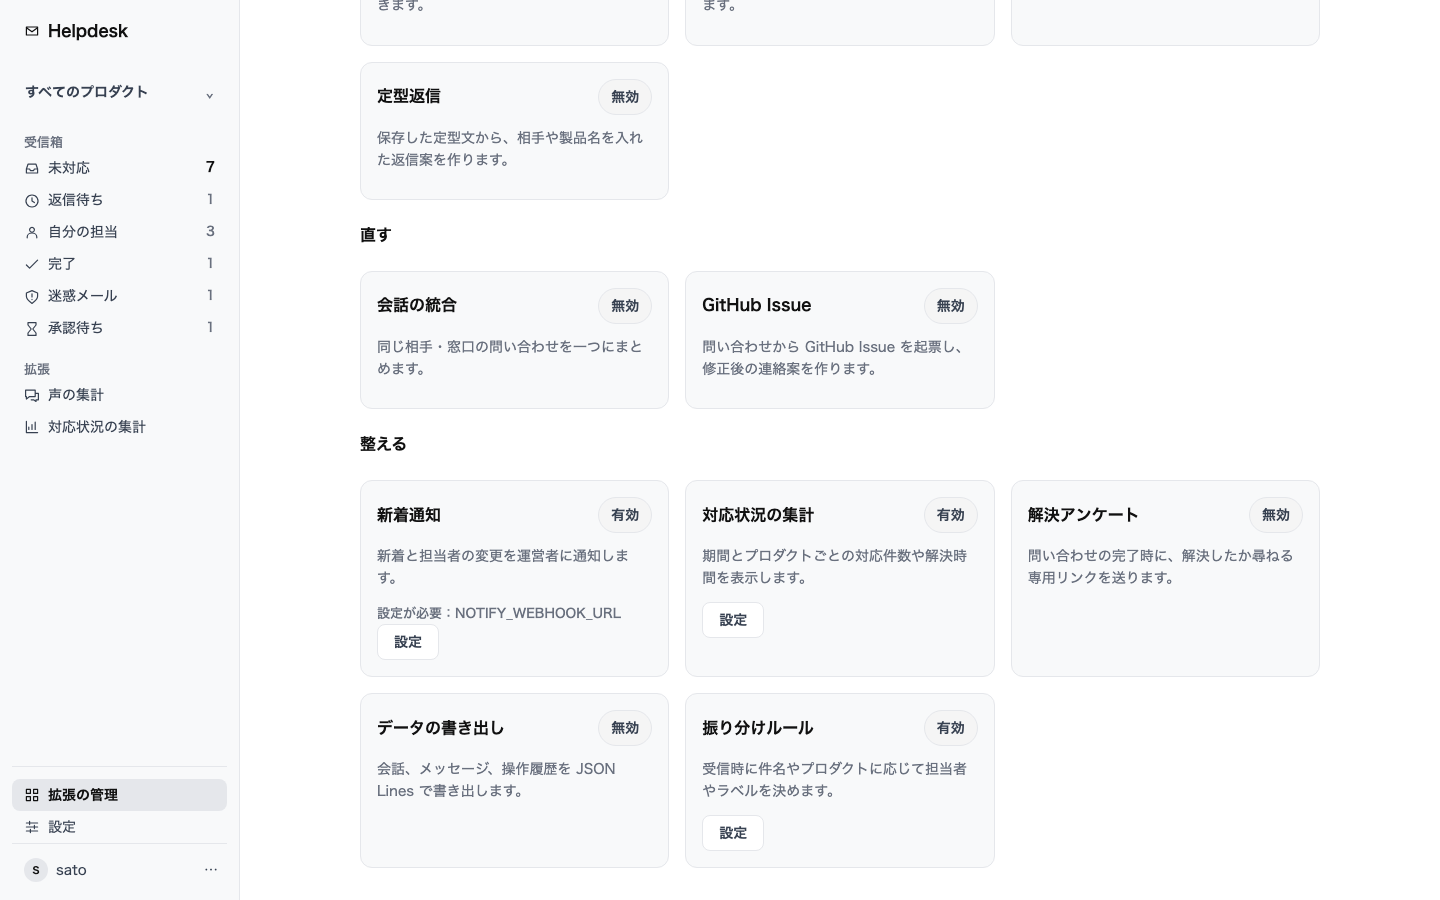 Helpdesk
すべてのプロダクト
受信箱
未対応 7
返信待ち 1
自分の担当 3
完了 1
迷惑メール 1
承認待ち 1
拡張
声の集計
対応状況の集計
拡張の管理
設定
S sato ...
きます。
ます。
定型返信 無効
保存した定型文から、相手や製品名を入れ
た返信案を作ります。
直す
会話の統合 無効
同じ相手・窓口の問い合わせを一つにまと
めます。
GitHub Issue 無効
問い合わせから GitHub Issue を起票し、
修正後の連絡案を作ります。
整える
新着通知 有効
新着と担当者の変更を運営者に通知しま
す。
設定が必要：NOTIFY_WEBHOOK_URL
設定
対応状況の集計 有効
期間とプロダクトごとの対応件数や解決時
間を表示します。
設定
解決アンケート 無効
問い合わせの完了時に、解決したか尋ねる
専用リンクを送ります。
データの書き出し 無効
会話、メッセージ、操作履歴を JSON
Lines で書き出します。
振り分けルール 有効
受信時に件名やプロダクトに応じて担当者
やラベルを決めます。
設定